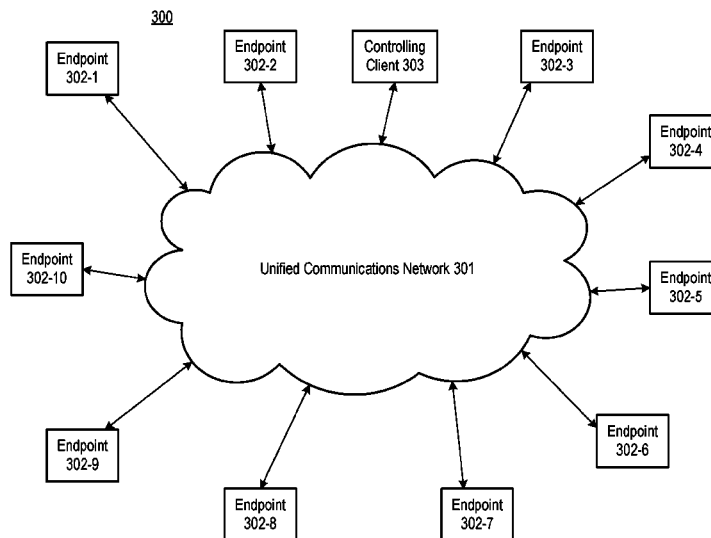 300
Endpoint
302-1
Endpoint
302-2
Controlling
Client 303
Endpoint
302-3
Endpoint
302-4
Endpoint
302-10
Unified Communications Network 301
Endpoint
302-5
Endpoint
302-9
Endpoint
302-6
Endpoint
302-8
Endpoint
302-7